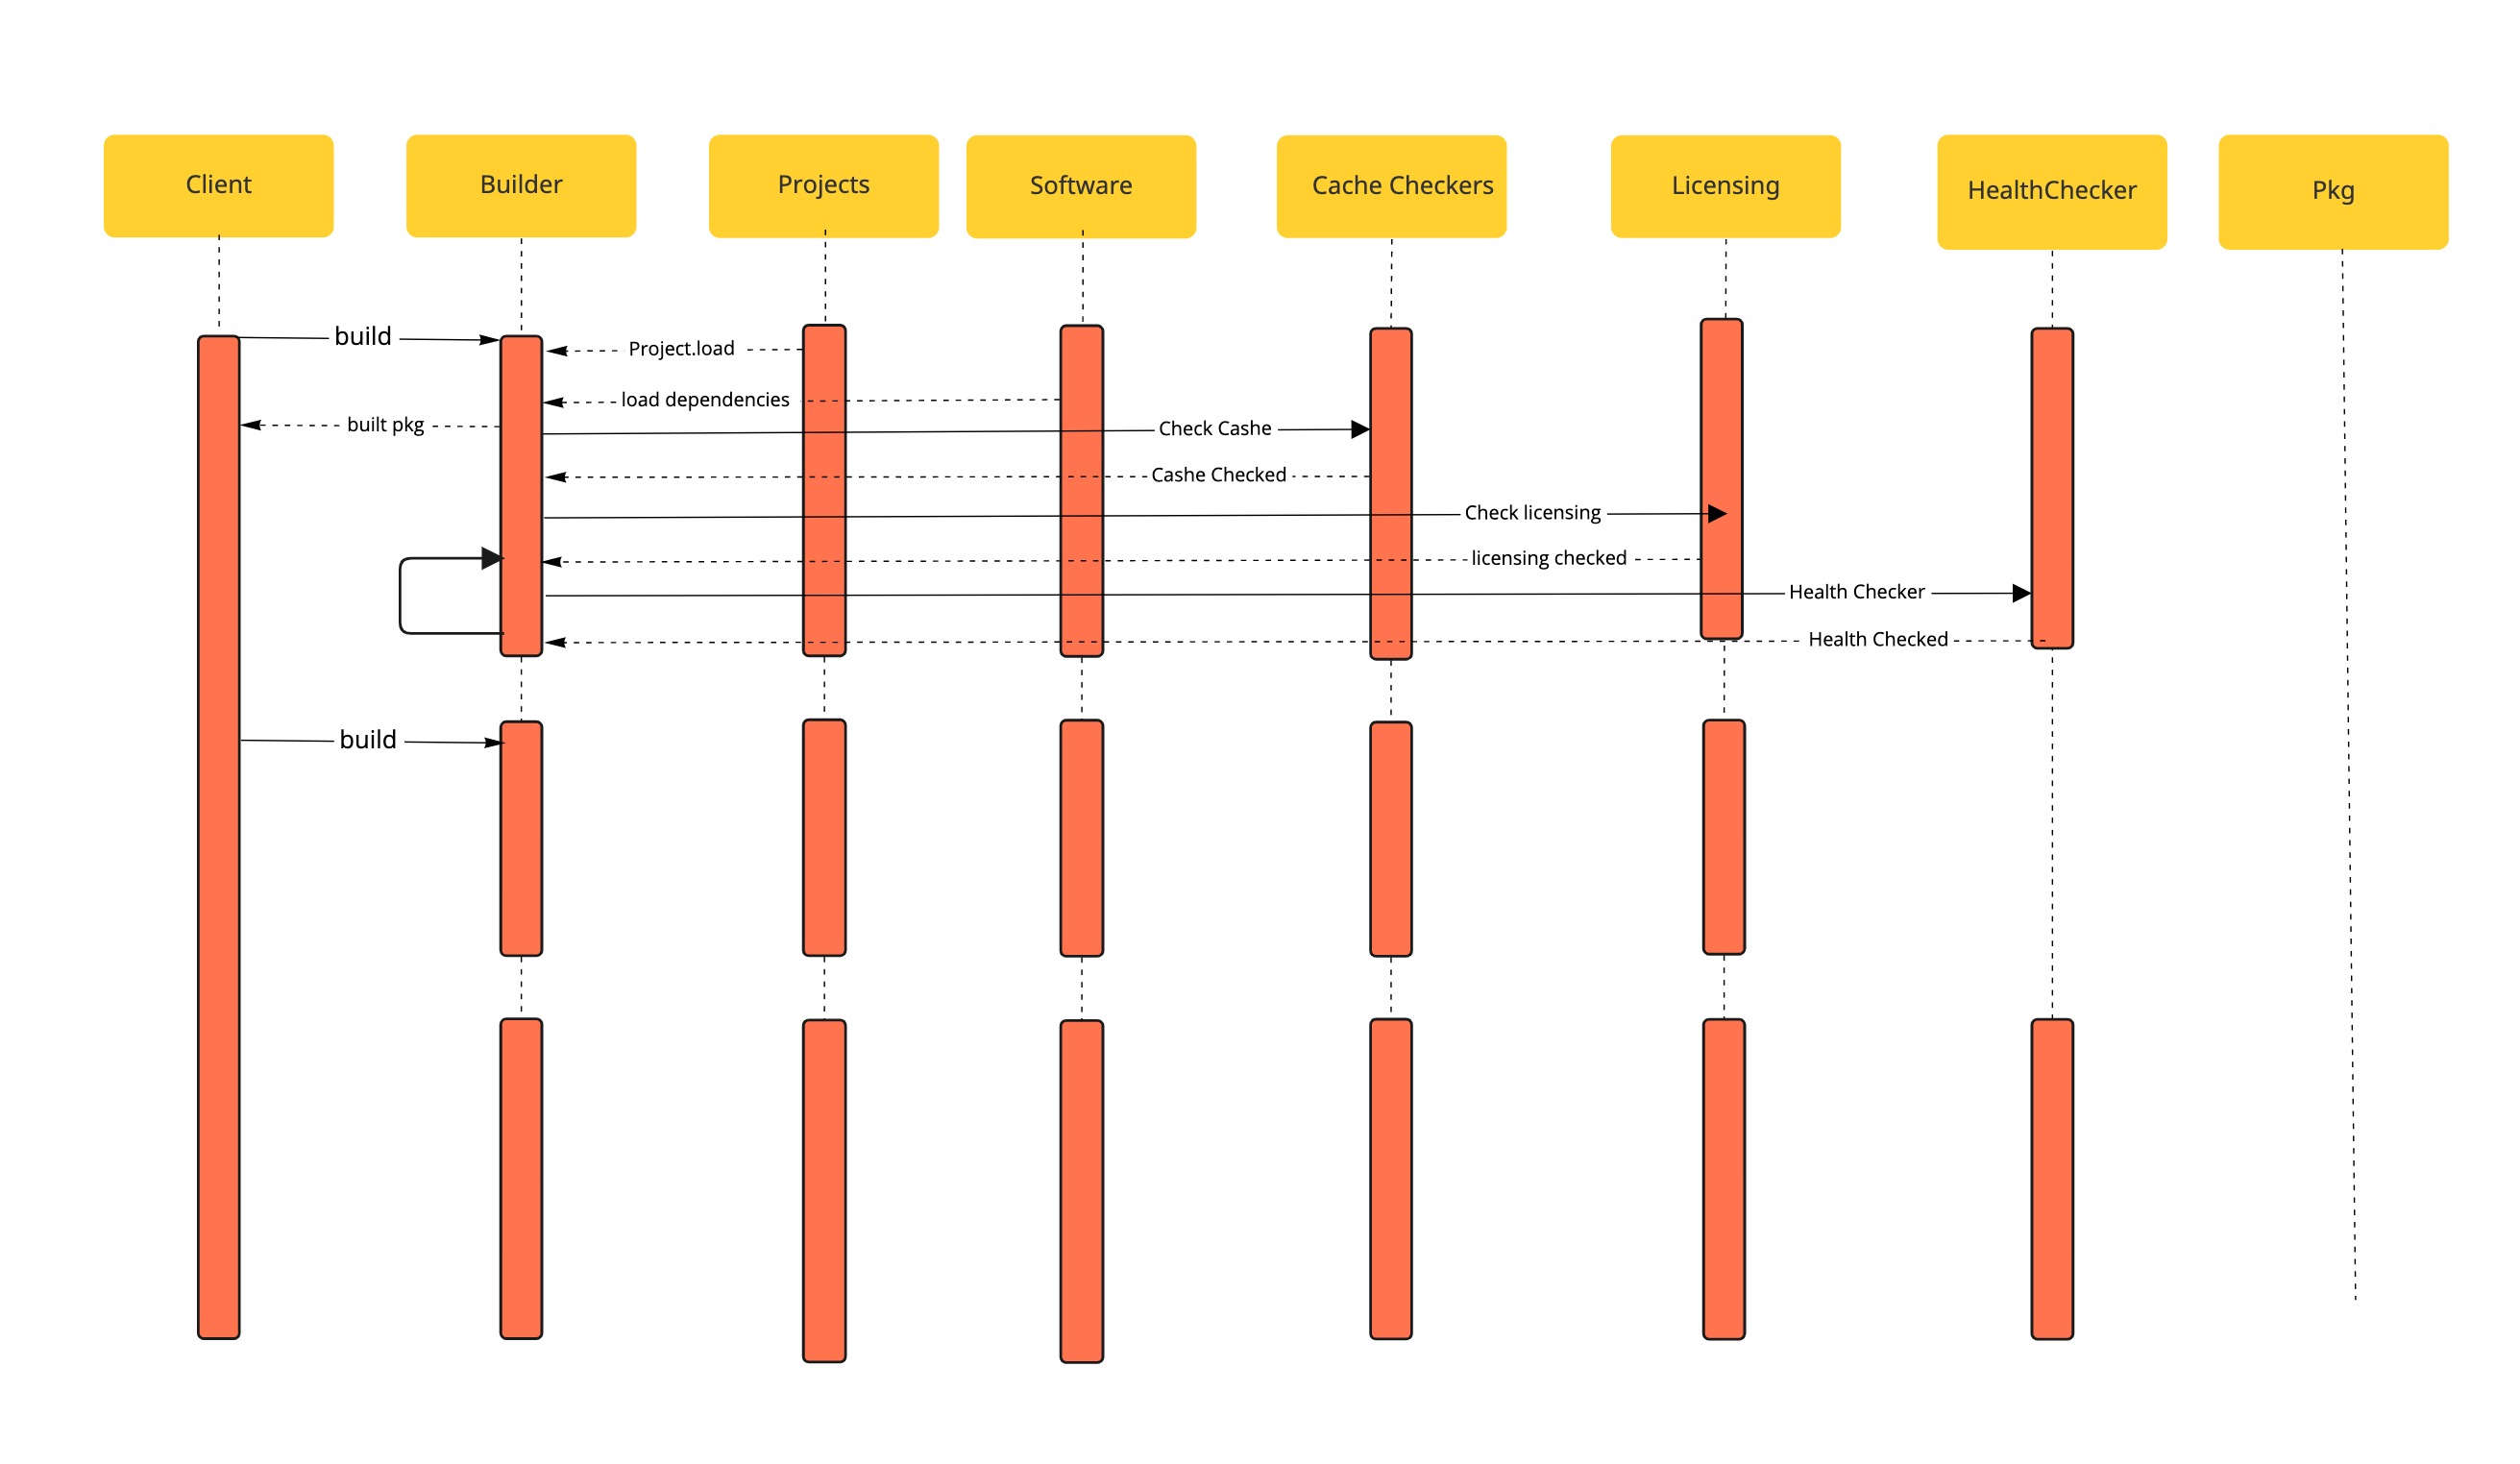 Client
Builder
Projects
Software
Cache Checkers
Licensing
HealthChecker
Pkg
build
Project.load
load dependencies
built pkg
Check Cashe
Cashe Checked
Check licensing
licensing checked
Health Checker
Health Checked
build